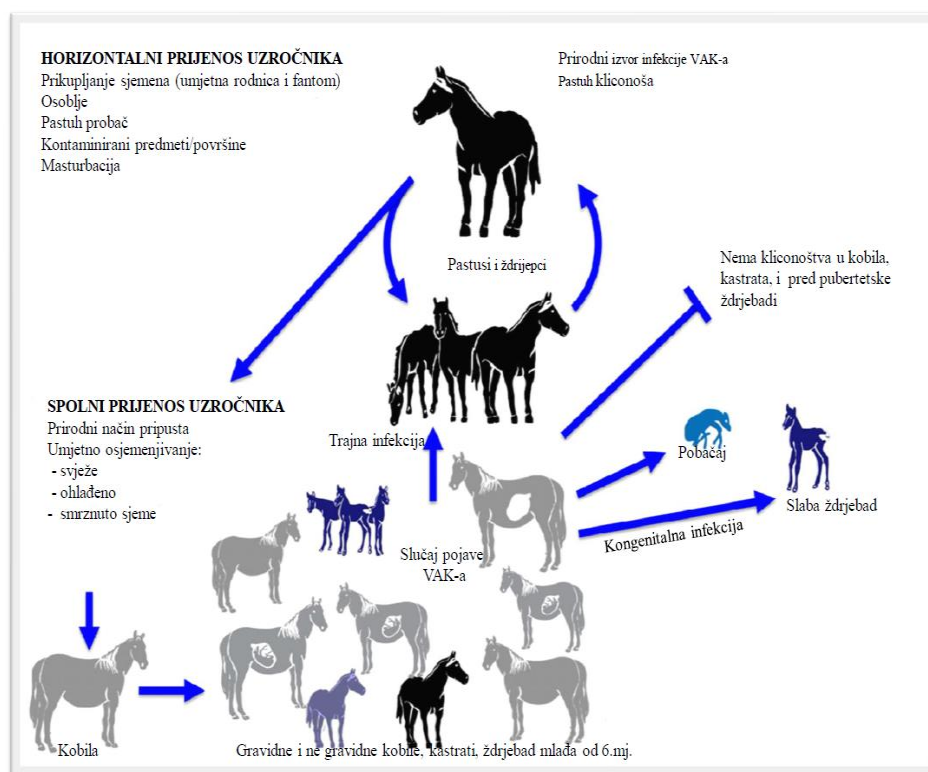 HORIZONTALNI PRIJENOS UZROČNIKA
Prikupljanje sjemena (umjetna rodnica i fantom)
Osoblje
Pastuh probač
Kontaminirani predmeti/površine
Masturbacija
Prirodni izvor infekcije VAK-a
Pastuh kliconoša
Pastusi i ždrijepci
Nema kliconoštva u kobila,
kastrata, i pred pubertetske
ždrjebadi
SPOLNI PRIJENOS UZROČNIKA
Prirodni način pripusta
Umjetno osjemenjivanje:
- svježe
- ohlađeno
- smrznuto sjeme
Trajna infekcija
Pobačaj
Slaba ždrjebad
Kongenitalna infekcija
Slučaj pojave
VAK-a
Kobila
Gravidne i ne gravidne kobile, kastrati, ždrjebad mlađa od 6.mj.